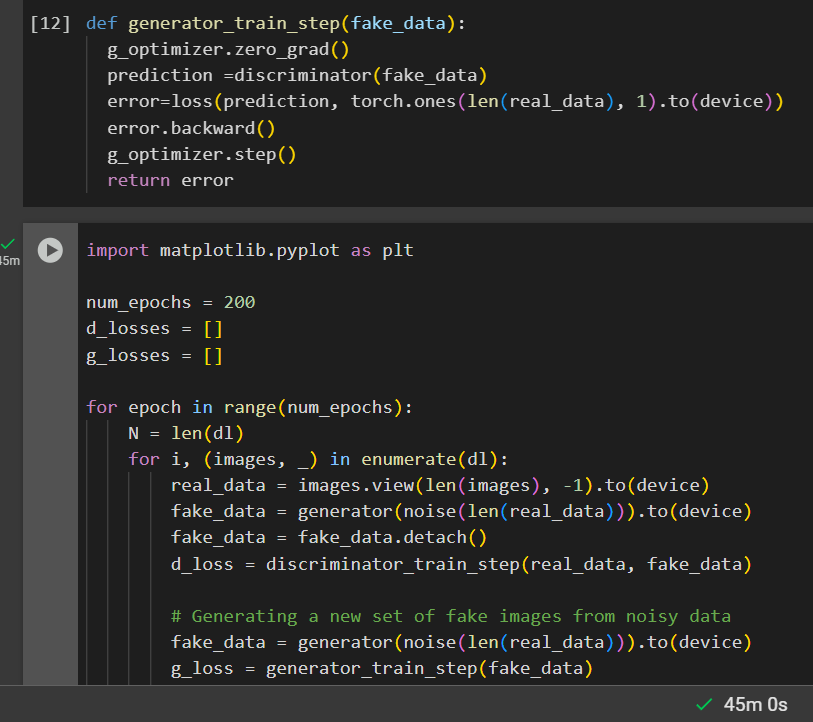 [12] def generator_train_step(fake_data):
g_optimizer.zero_grad()
prediction =discriminator(fake_data)
error=loss(prediction, torch.ones(len(real_data), 1).to(device))
error.backward()
g_optimizer.step()
return error
45m
import matplotlib.pyplot as plt
num_epochs = 200
d_losses = []
g_losses = []
for epoch in range(num_epochs):
N = len(dl)
for i, (images, _) in enumerate(dl):
real_data = images.view(len(images), -1).to(device)
fake_data = generator(noise(len(real_data))).to(device)
fake_data = fake_data.detach()
d_loss = discriminator_train_step(real_data, fake_data)
# Generating a new set of fake images from noisy data
fake_data = generator(noise(len(real_data))).to(device)
g_loss = generator_train_step(fake_data)
45m 0s